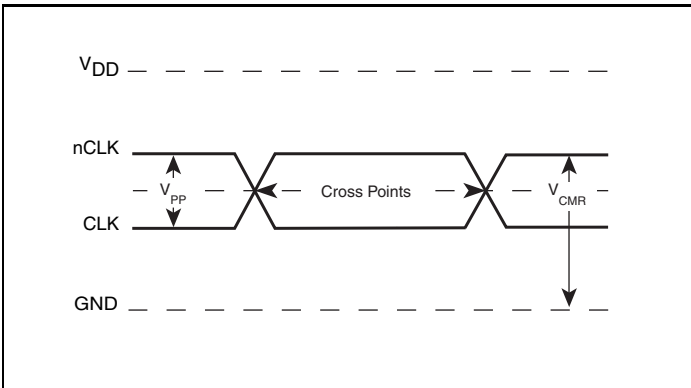 VDD
nCLK
VPP
Cross Points
VCMR
CLK
GND